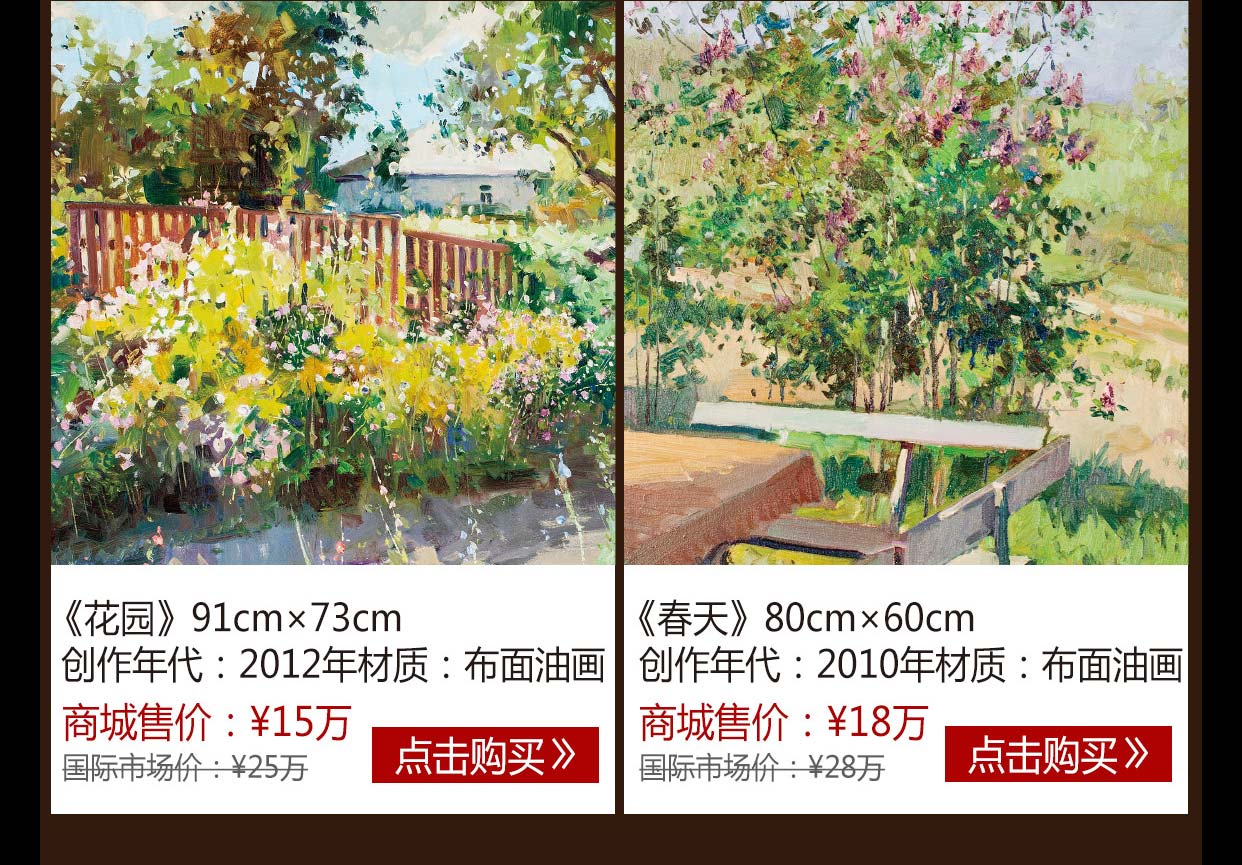 《花园》91cm×73cm
创作年代：2012年材质：布面油画
商城售价：¥15万
国际市场价：¥25万
点击购买》
《春天》80cm×60cm
创作年代：2010年材质：布面油画
商城售价：¥18万
国际市场价：¥28万
点击购买》